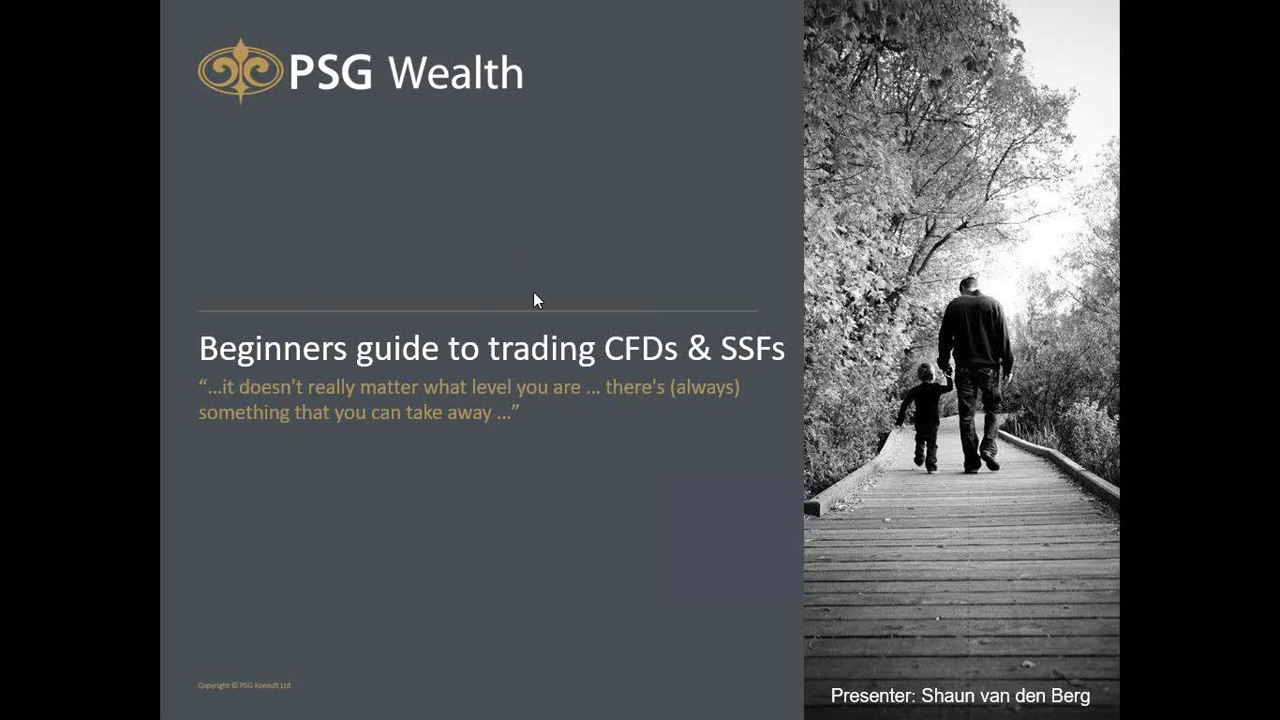 PSG Wealth
Beginners guide to trading CFDs & SSFs
“...it doesn't really matter what level you are ... there's (always)
something that you can take away ...”
Copyright © PSG Konsult Ltd
Presenter: Shaun van den Berg